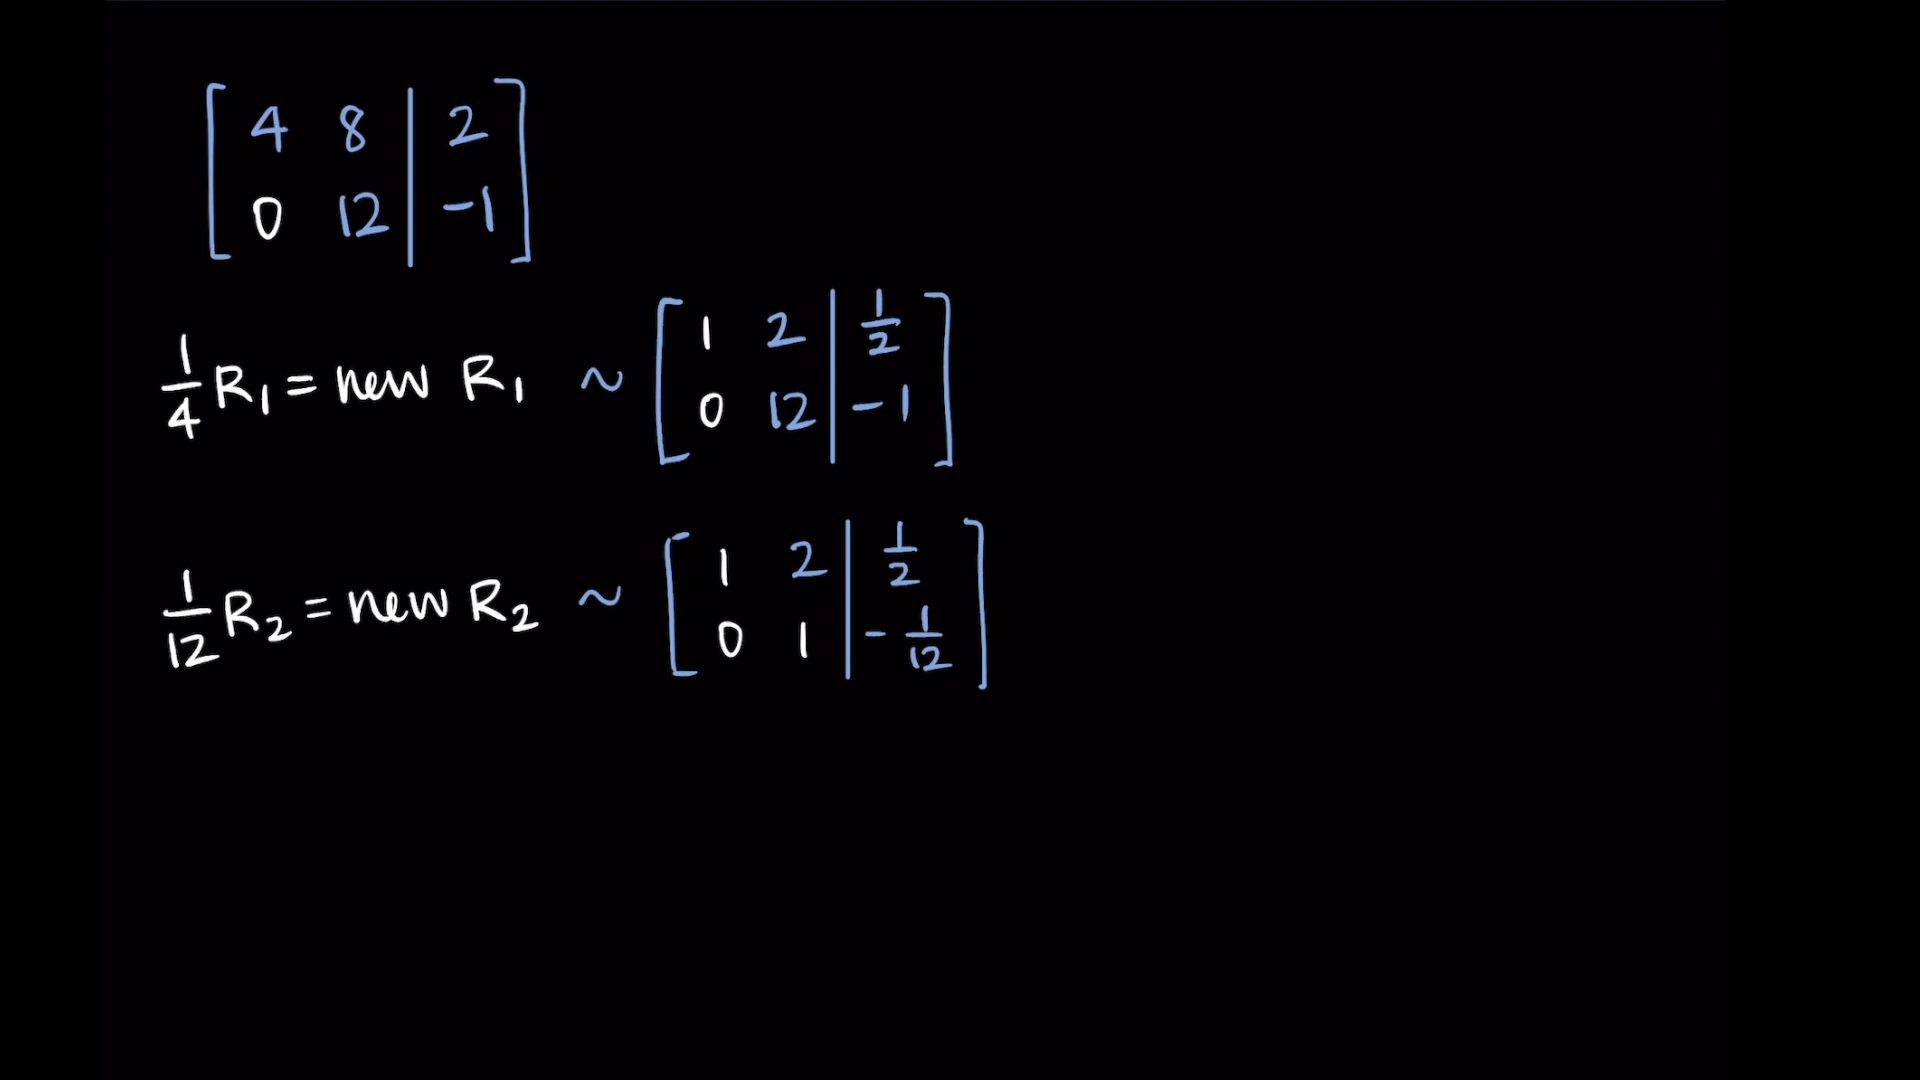 [ 4 8 | 2 ]
[ 0 12 | -1 ]
1/4 R₁ = new R₁ ~ [ 1 2 | 1/2 ]
[ 0 12 | -1 ]
1/12 R₂ = new R₂ ~ [ 1 2 | 1/2 ]
[ 0 1 | -1/12 ]